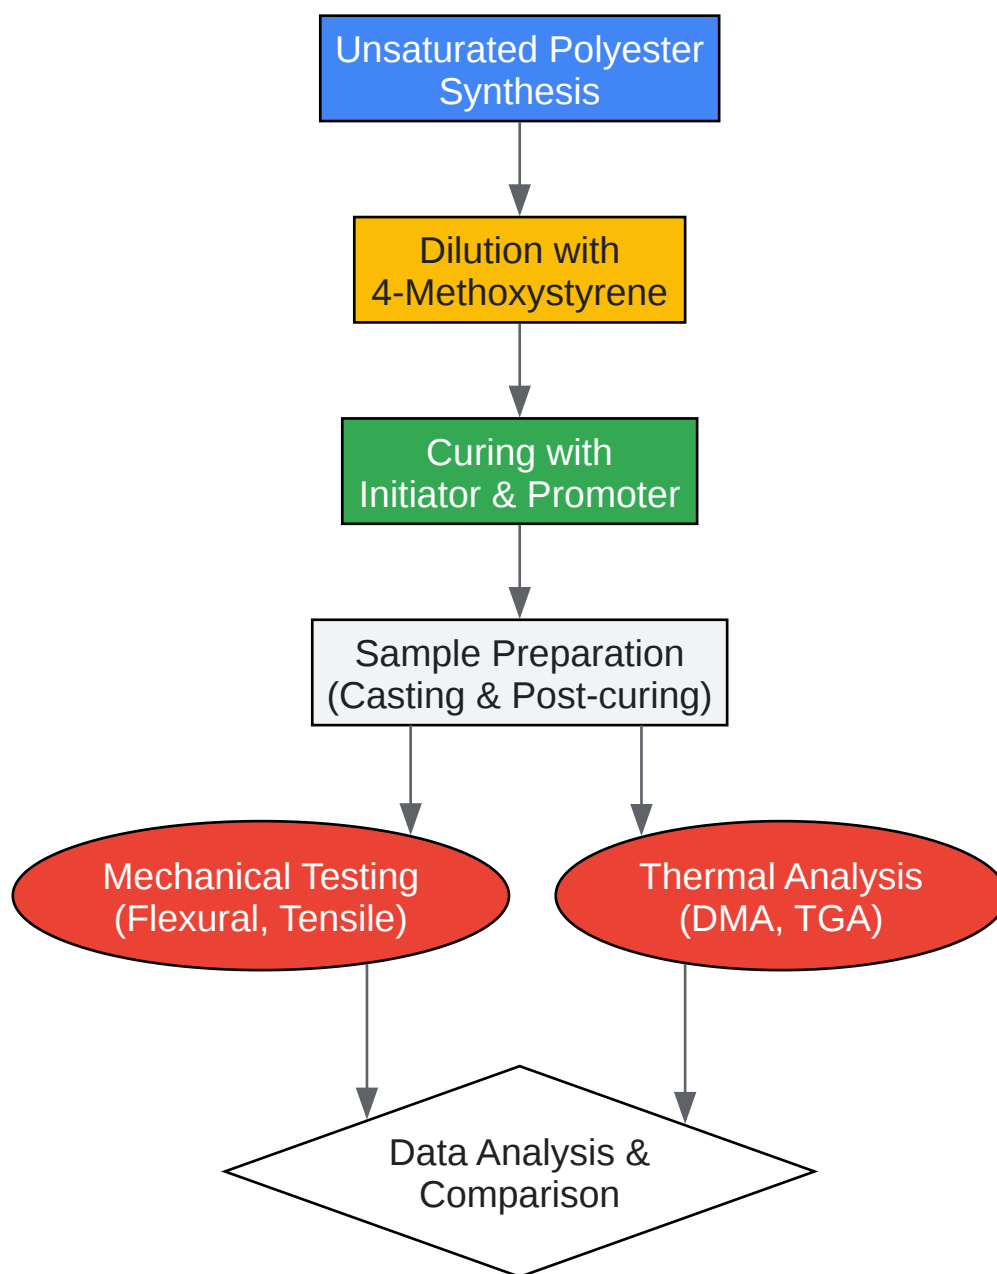 Unsaturated Polyester
Synthesis
Dilution with
4-Methoxystyrene
Curing with
Initiator & Promoter
Sample Preparation
(Casting & Post-curing)
Mechanical Testing
(Flexural, Tensile)
Thermal Analysis
(DMA, TGA)
Data Analysis &
Comparison